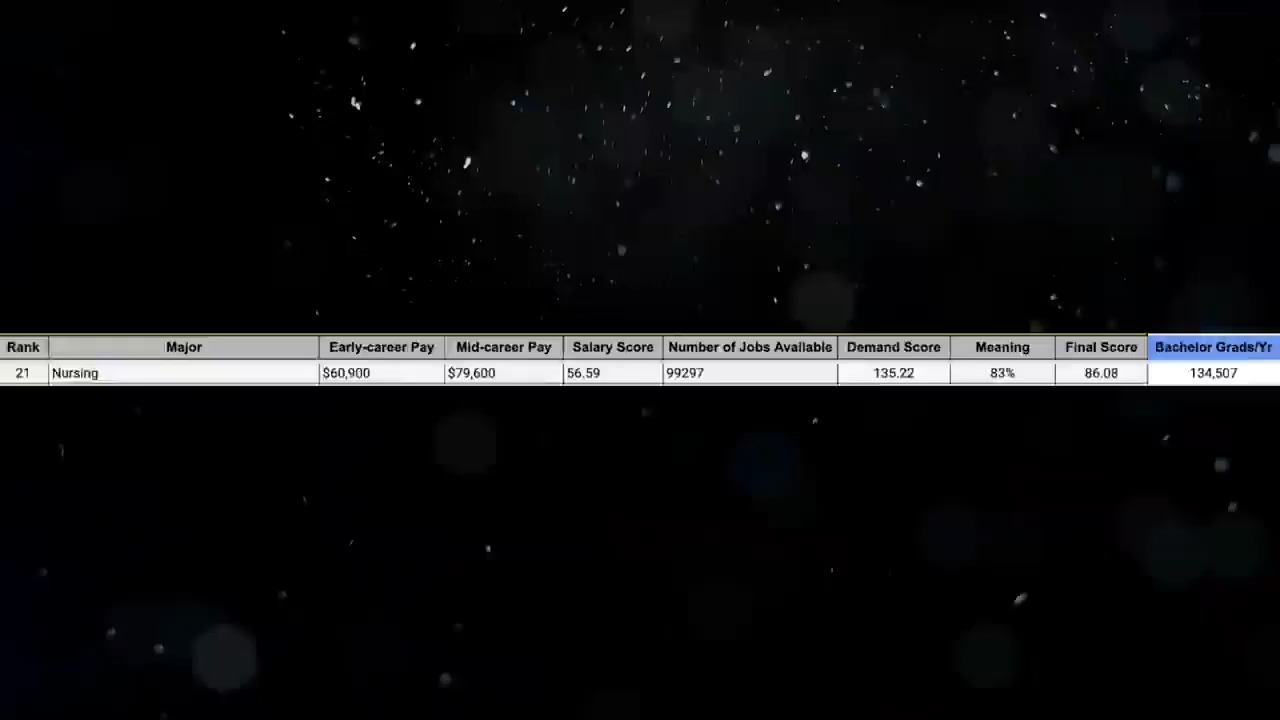 Rank Major Early-career Pay Mid-career Pay Salary Score Number of Jobs Available Demand Score Meaning Final Score Bachelor Grads/Yr
21 Nursing $60,900 $79,600 56.59 99297 135.22 83% 86.08 134,507